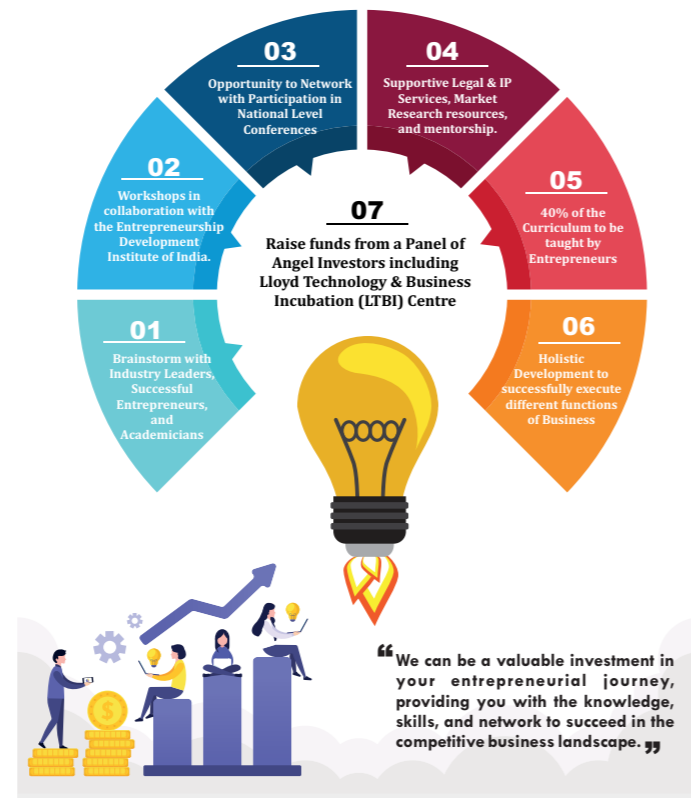 01
Brainstorm with
Industry Leaders,
Successful
Entrepreneurs,
and
Academicians
02
Workshops in
collaboration with
the Entrepreneurship
Development
Institute of India.
03
Opportunity to Network
with Participation in
National Level
Conferences
04
Supportive Legal & IP
Services, Market
Research resources,
and mentorship.
05
40% of the
Curriculum to be
taught by
Entrepreneurs
06
Holistic
Development to
successfully execute
different functions
of Business
07
Raise funds from a Panel of
Angel Investors including
Lloyd Technology & Business
Incubation (LTBI) Centre
$
“We can be a valuable investment in
your entrepreneurial journey,
providing you with the knowledge,
skills, and network to succeed in the
competitive business landscape.”